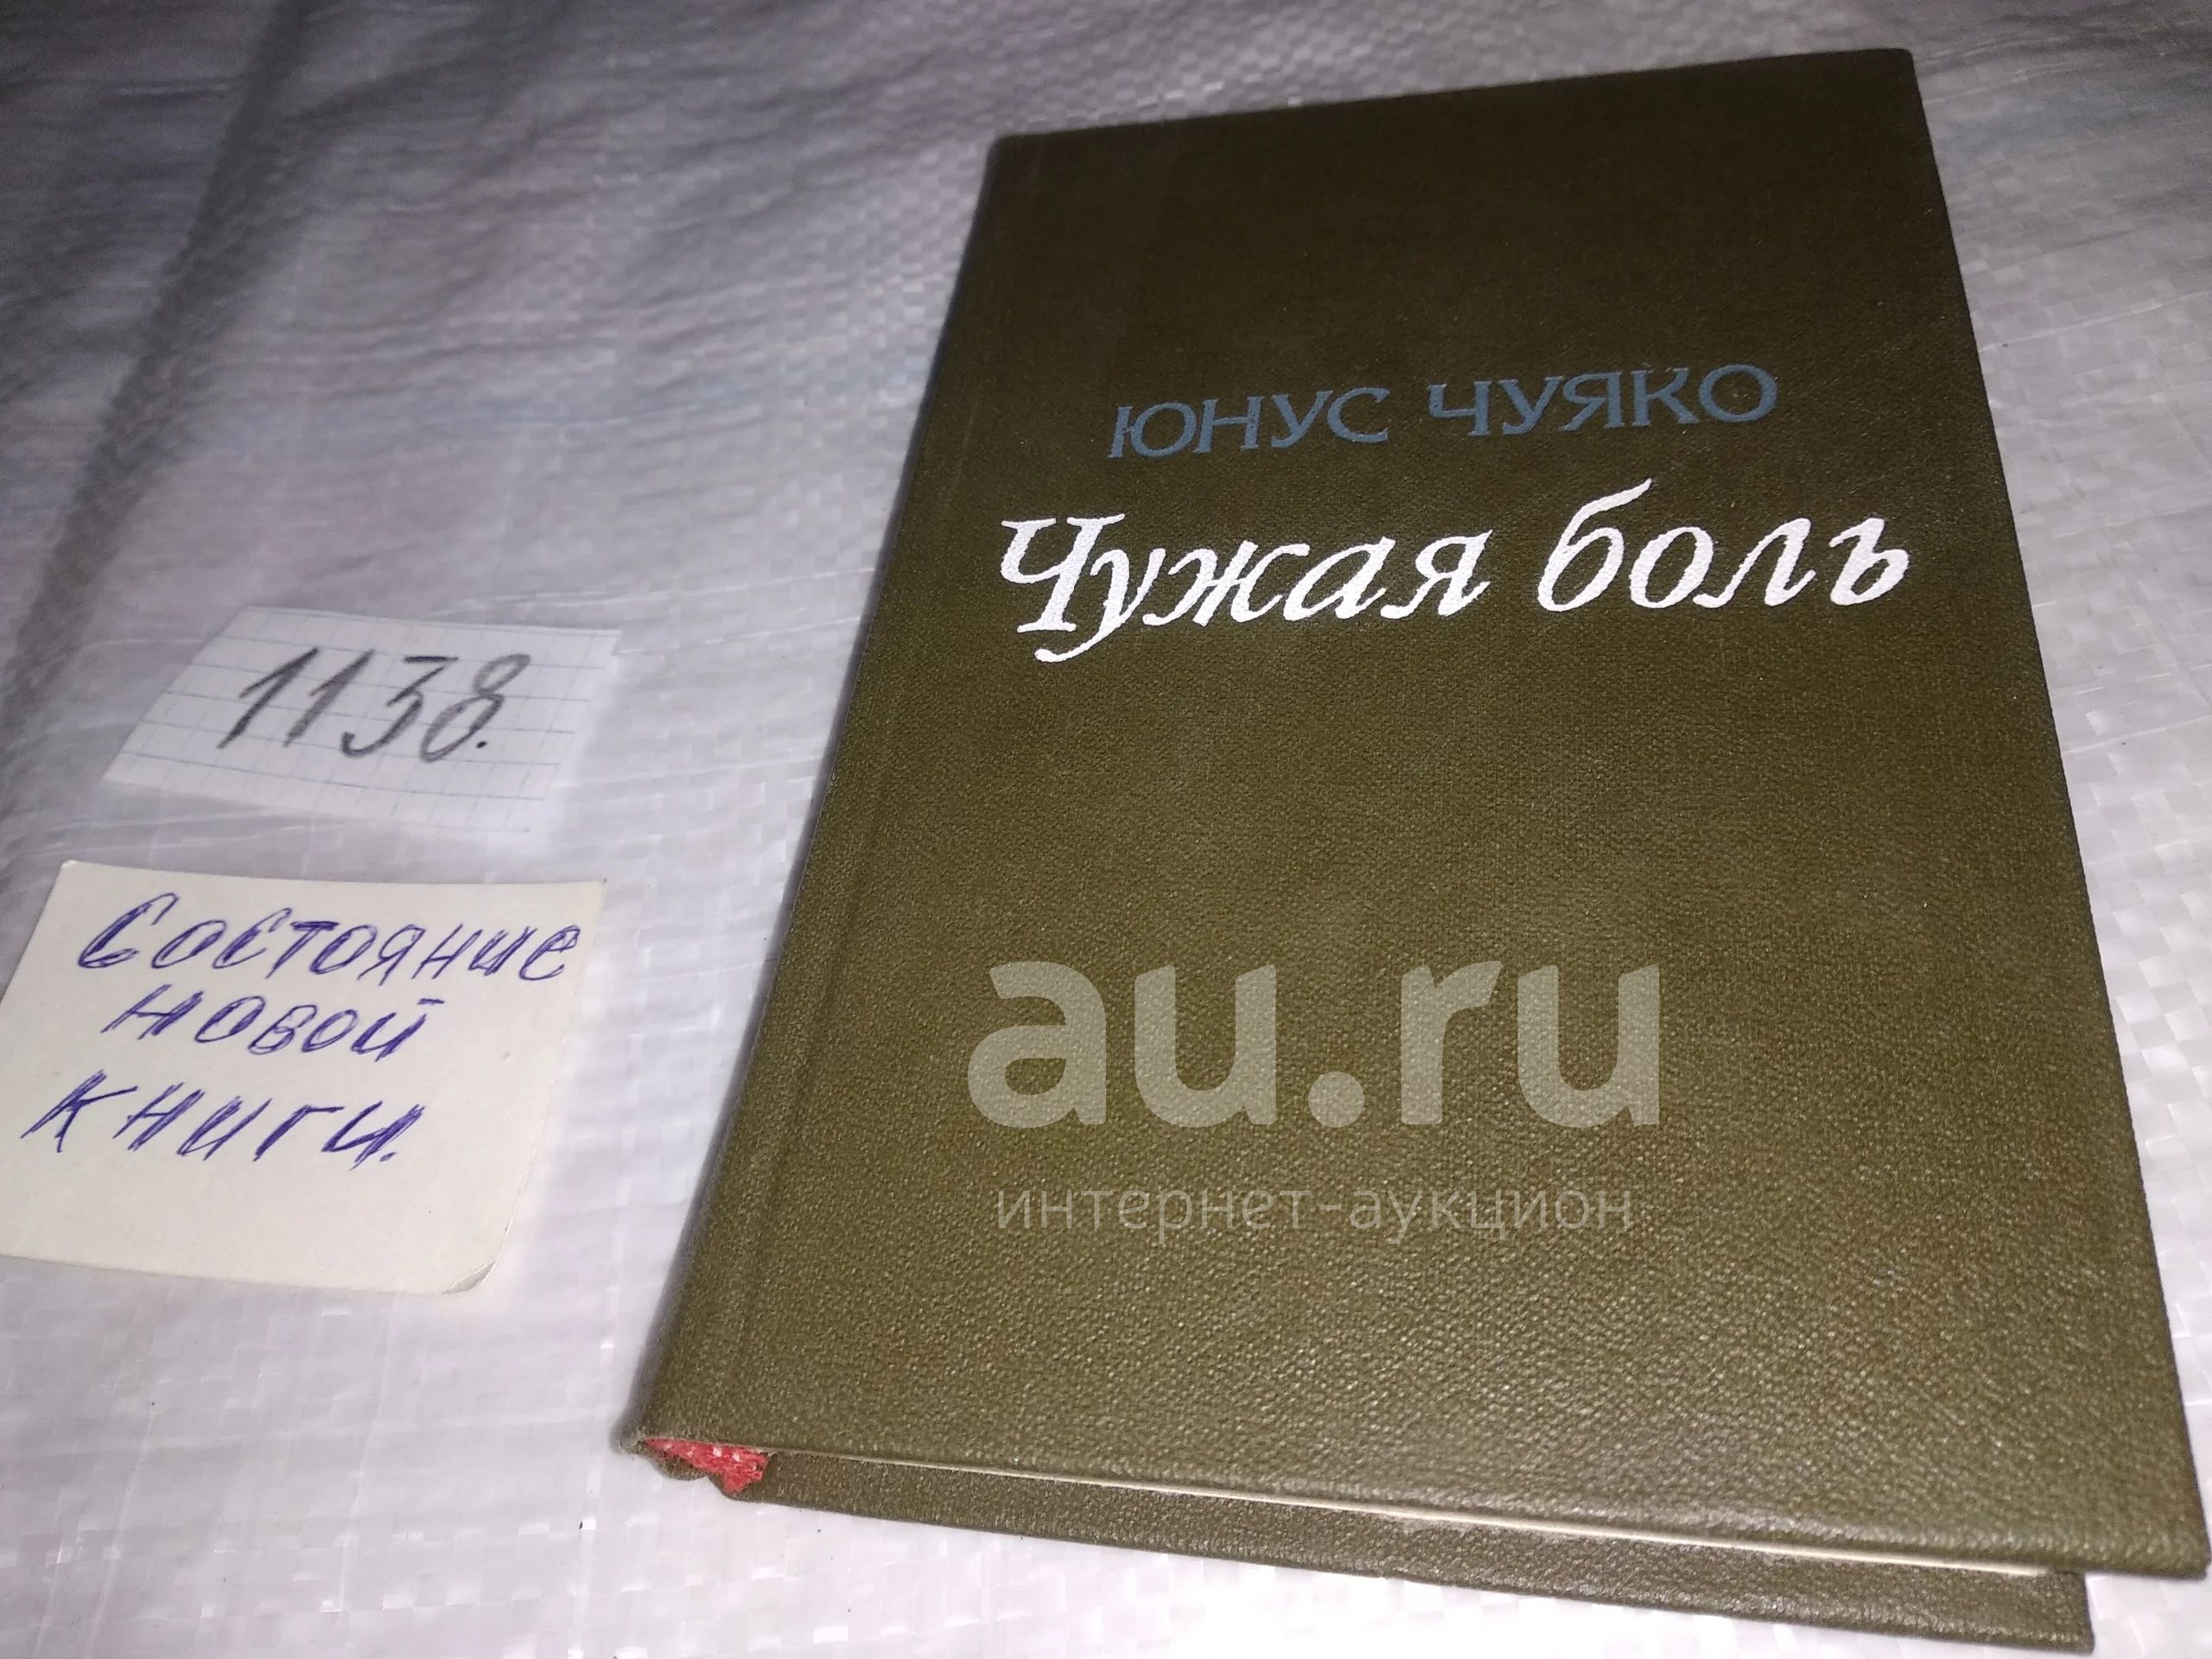 ЮНУС ЧУЯКО
Чужая боль
1138.
Состояние
новой
книги.
au.ru
интернет-аукцион